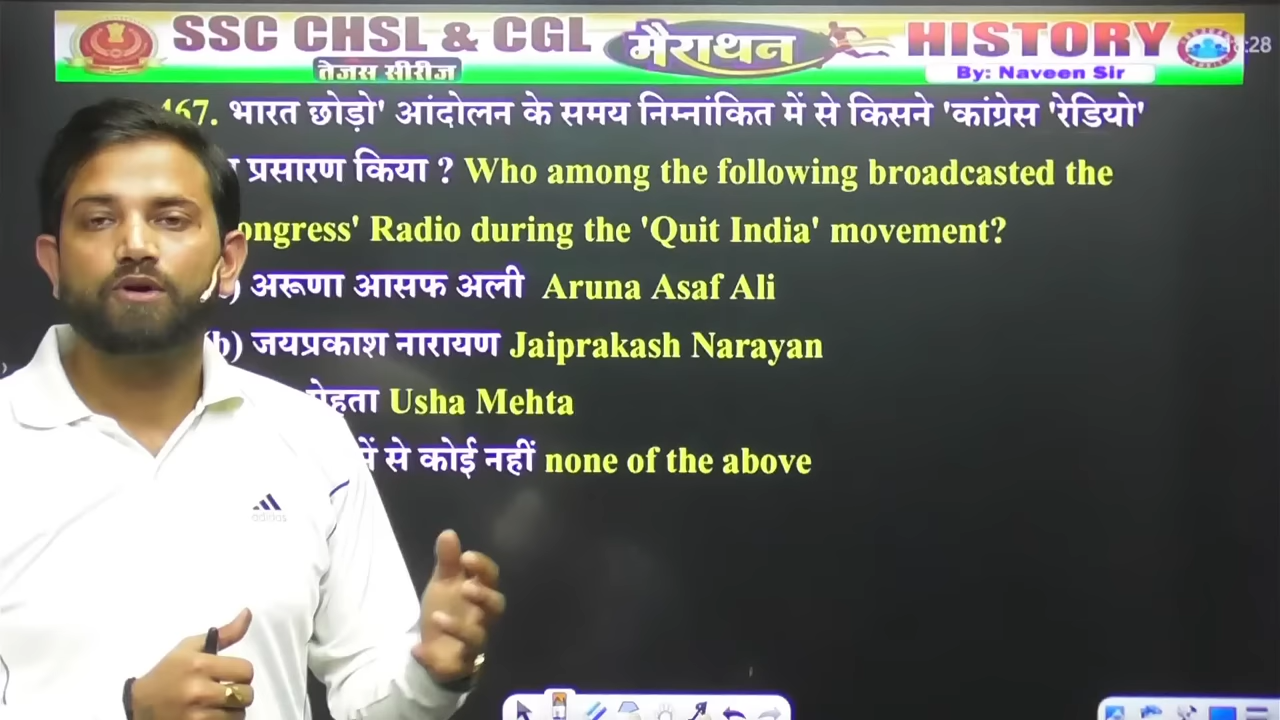 SSC CHSL & CGL मैराथन HISTORY
तेजस सीरीज By: Naveen Sir
467. भारत छोड़ो' आंदोलन के समय निम्नांकित में से किसने 'कांग्रेस 'रेडियो'
प्रसारण किया ? Who among the following broadcasted the
ongress' Radio during the 'Quit India' movement?
) अरूणा आसफ अली Aruna Asaf Ali
(b) जयप्रकाश नारायण Jaiprakash Narayan
मेहता Usha Mehta
में से कोई नहीं none of the above
adidas